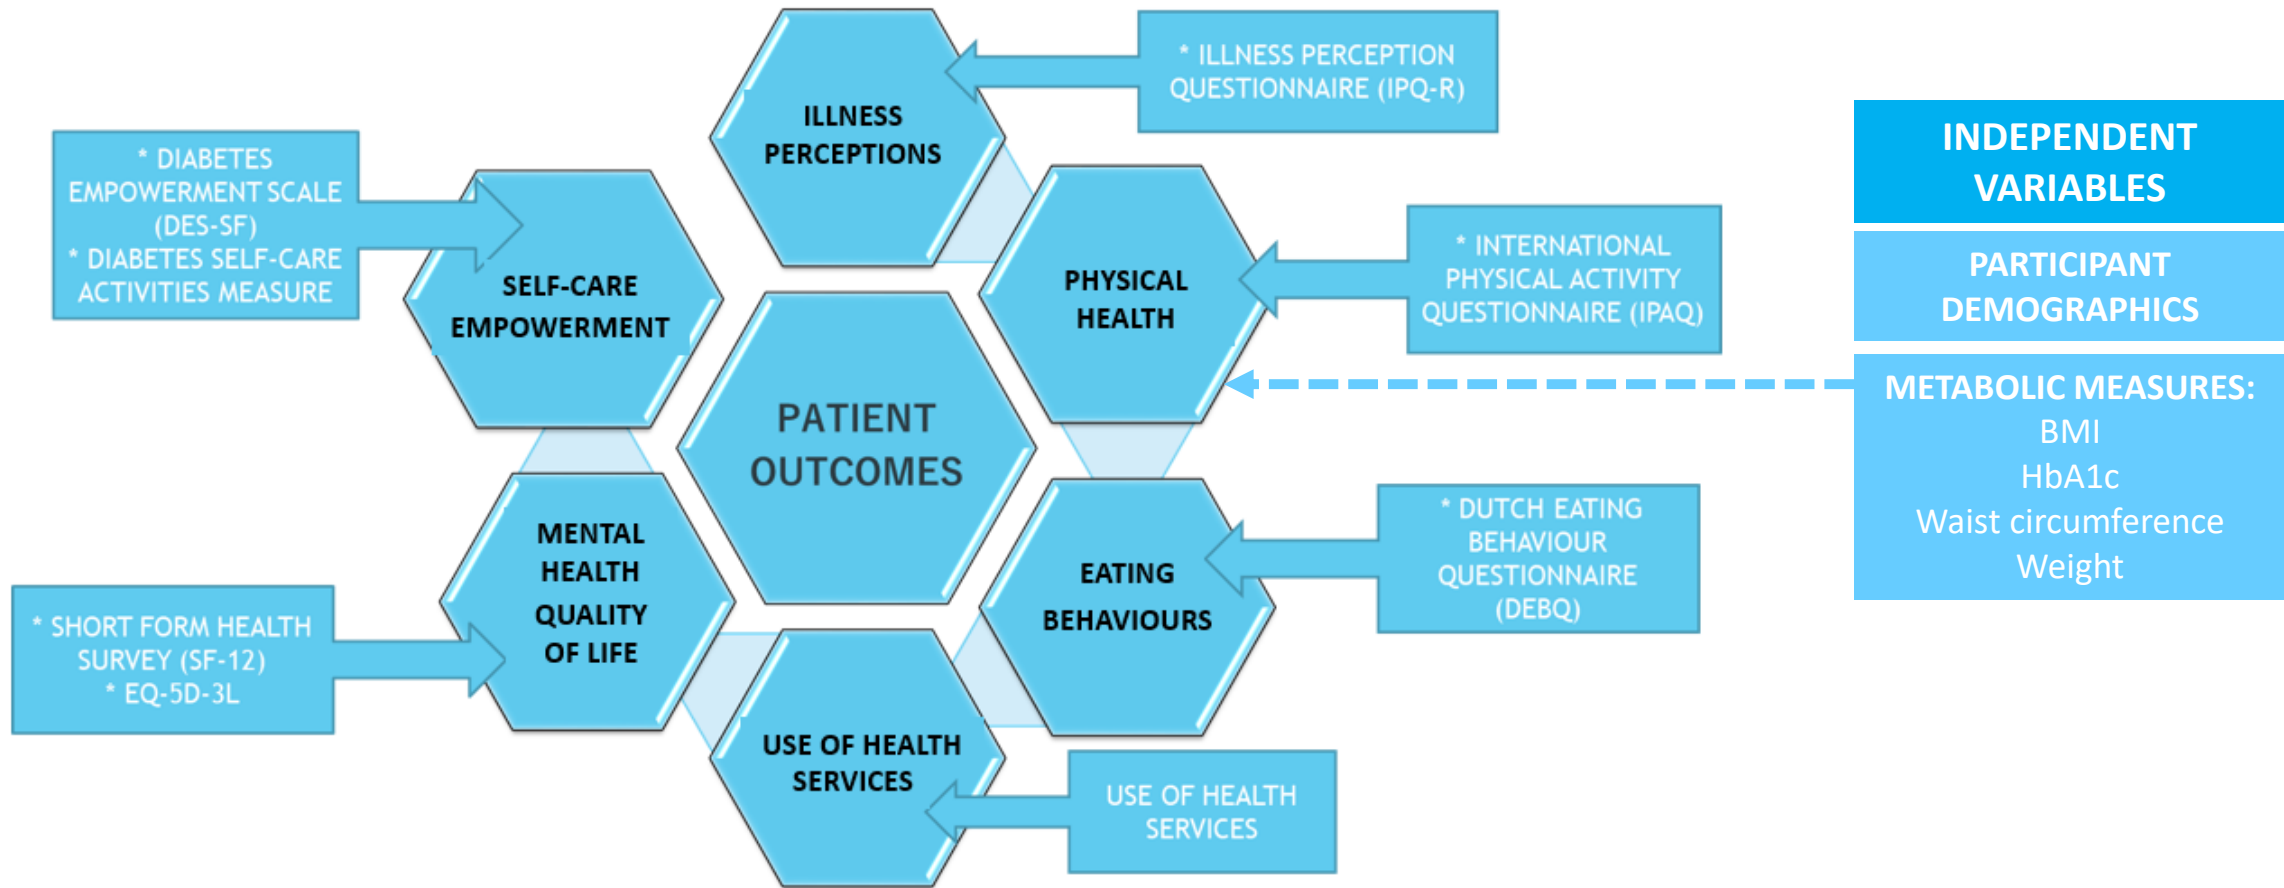 ILLNESS
PERCEPTIONS
* ILLNESS PERCEPTION
QUESTIONNAIRE (IPQ-R)
* DIABETES
EMPOWERMENT SCALE
(DES-SF)
* DIABETES SELF-CARE
ACTIVITIES MEASURE
SELF-CARE
EMPOWERMENT
PHYSICAL
HEALTH
* INTERNATIONAL
PHYSICAL ACTIVITY
QUESTIONNAIRE (IPAQ)
PATIENT
OUTCOMES
MENTAL
HEALTH
QUALITY
OF LIFE
* SHORT FORM HEALTH
SURVEY (SF-12)
* EQ-5D-3L
EATING
BEHAVIOURS
* DUTCH EATING
BEHAVIOUR
QUESTIONNAIRE
(DEBQ)
USE OF HEALTH
SERVICES
USE OF HEALTH
SERVICES
INDEPENDENT
VARIABLES
PARTICIPANT
DEMOGRAPHICS
METABOLIC MEASURES:
BMI
HbA1c
Waist circumference
Weight